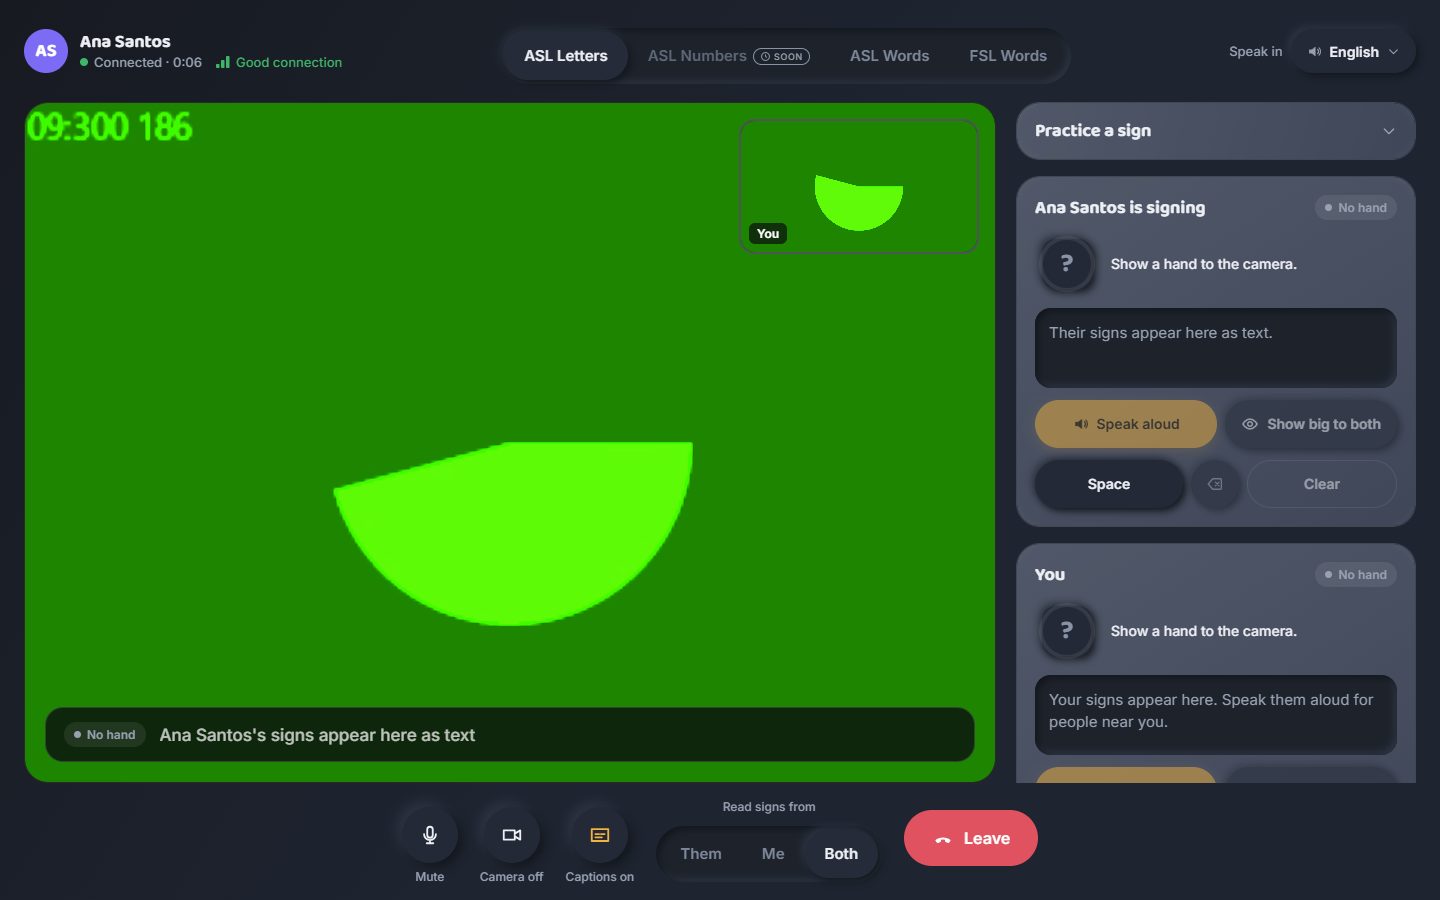 AS
Ana Santos
Connected · 0:06
Good connection
ASL Letters
ASL Numbers
SOON
ASL Words
FSL Words
Speak in
English
09:300 186
You
No hand
Ana Santos's signs appear here as text
Practice a sign
Ana Santos is signing
No hand
?
Show a hand to the camera.
Their signs appear here as text.
Speak aloud
Show big to both
Space
Clear
You
No hand
?
Show a hand to the camera.
Your signs appear here. Speak them aloud for
people near you.
Mute
Camera off
Captions on
Read signs from
Them
Me
Both
Leave